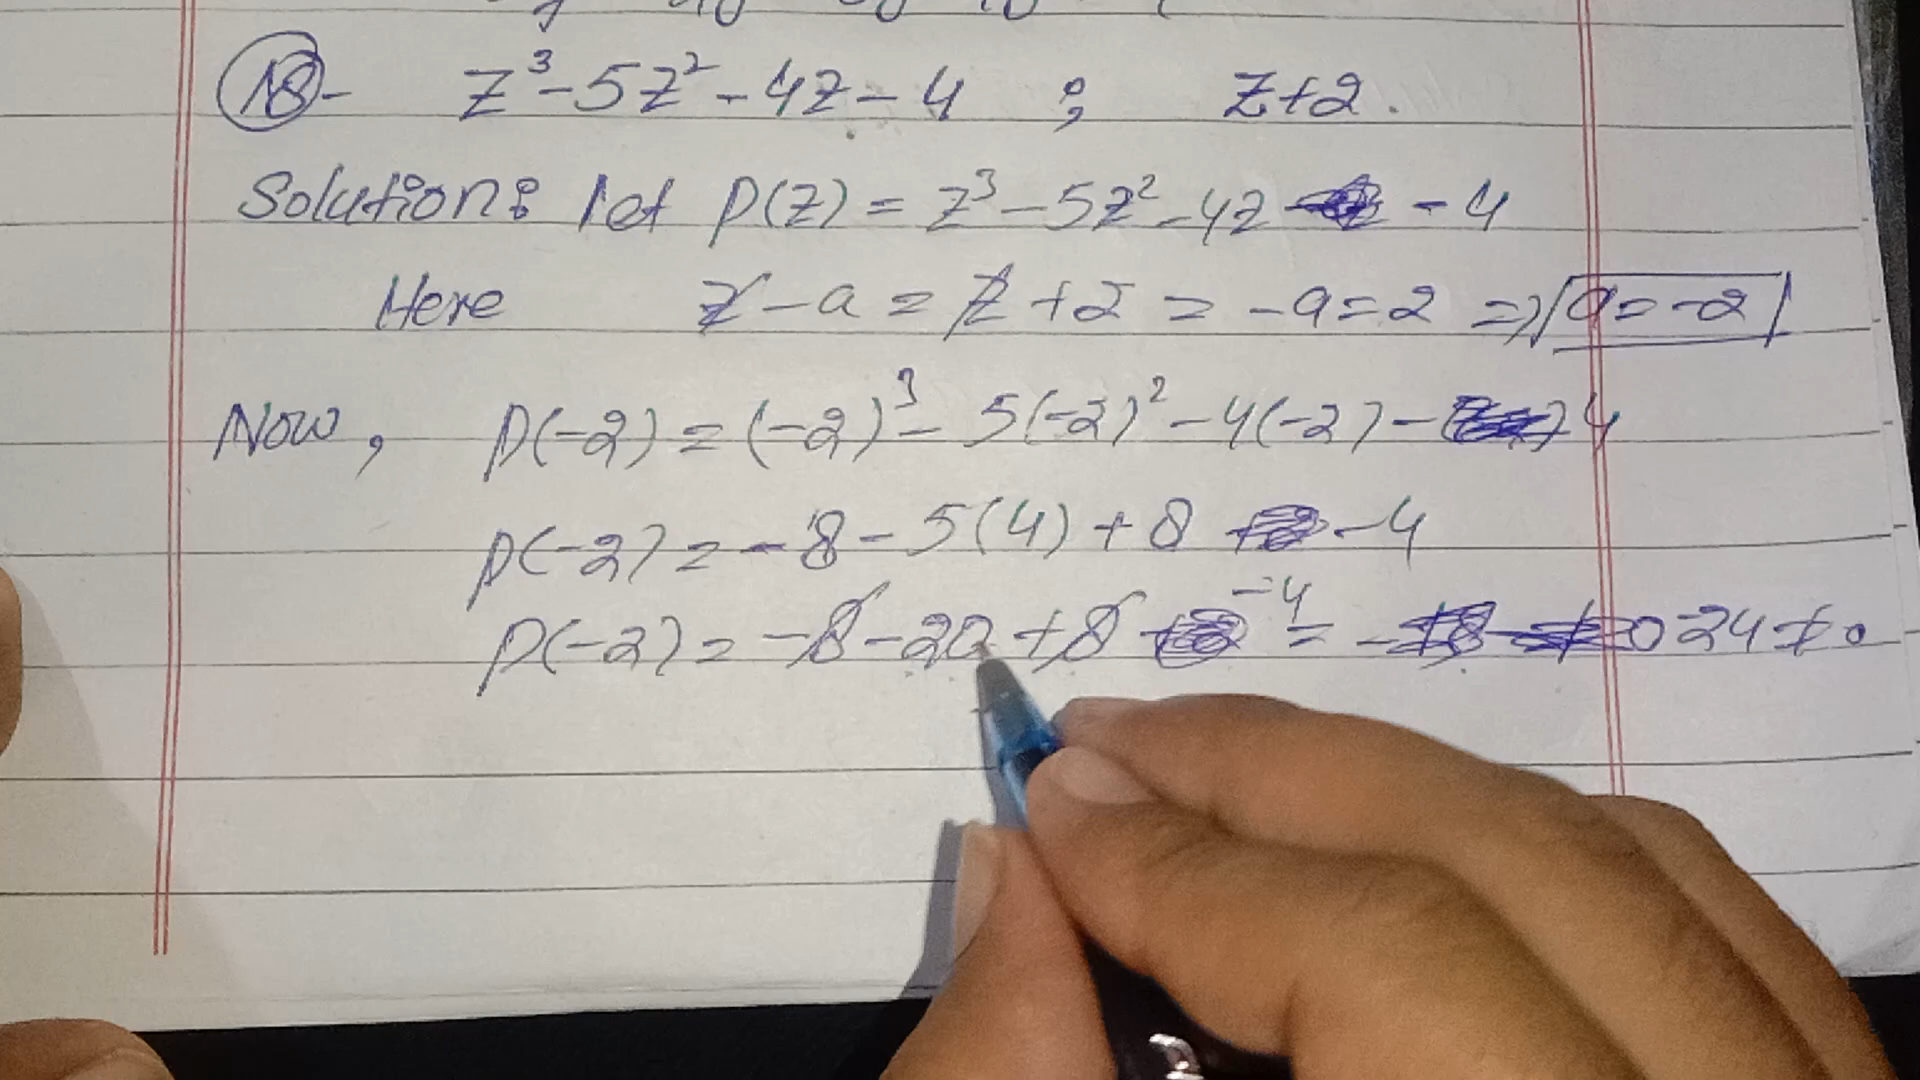 18- z³-5z²-4z-4 ; z+2.
Solution: let p(z) = z³-5z²-4z -4
Here z-a = z+2 = -a=2 => a=-2
Now, p(-2) = (-2)³- 5(-2)²-4(-2)- 4
p(-2) = -8-5(4)+8 -4
p(-2) = -8-20+8 -4 = - 24≠0